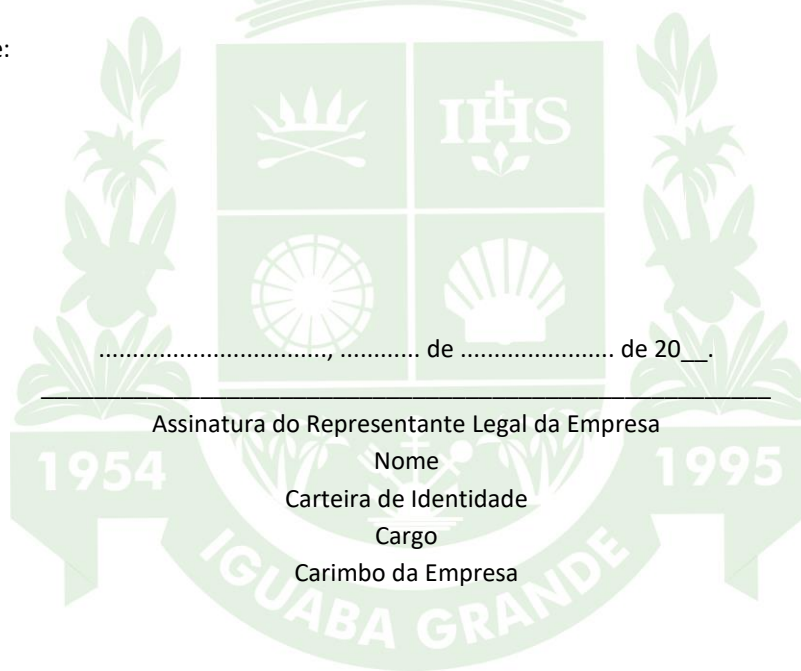 e:
IHS
.................................., ............ de ....................... de 20__.
_______________________________________________________
Assinatura do Representante Legal da Empresa
1954
Nome
1995
Carteira de Identidade
Cargo
Carimbo da Empresa
IGUABA GRANDE